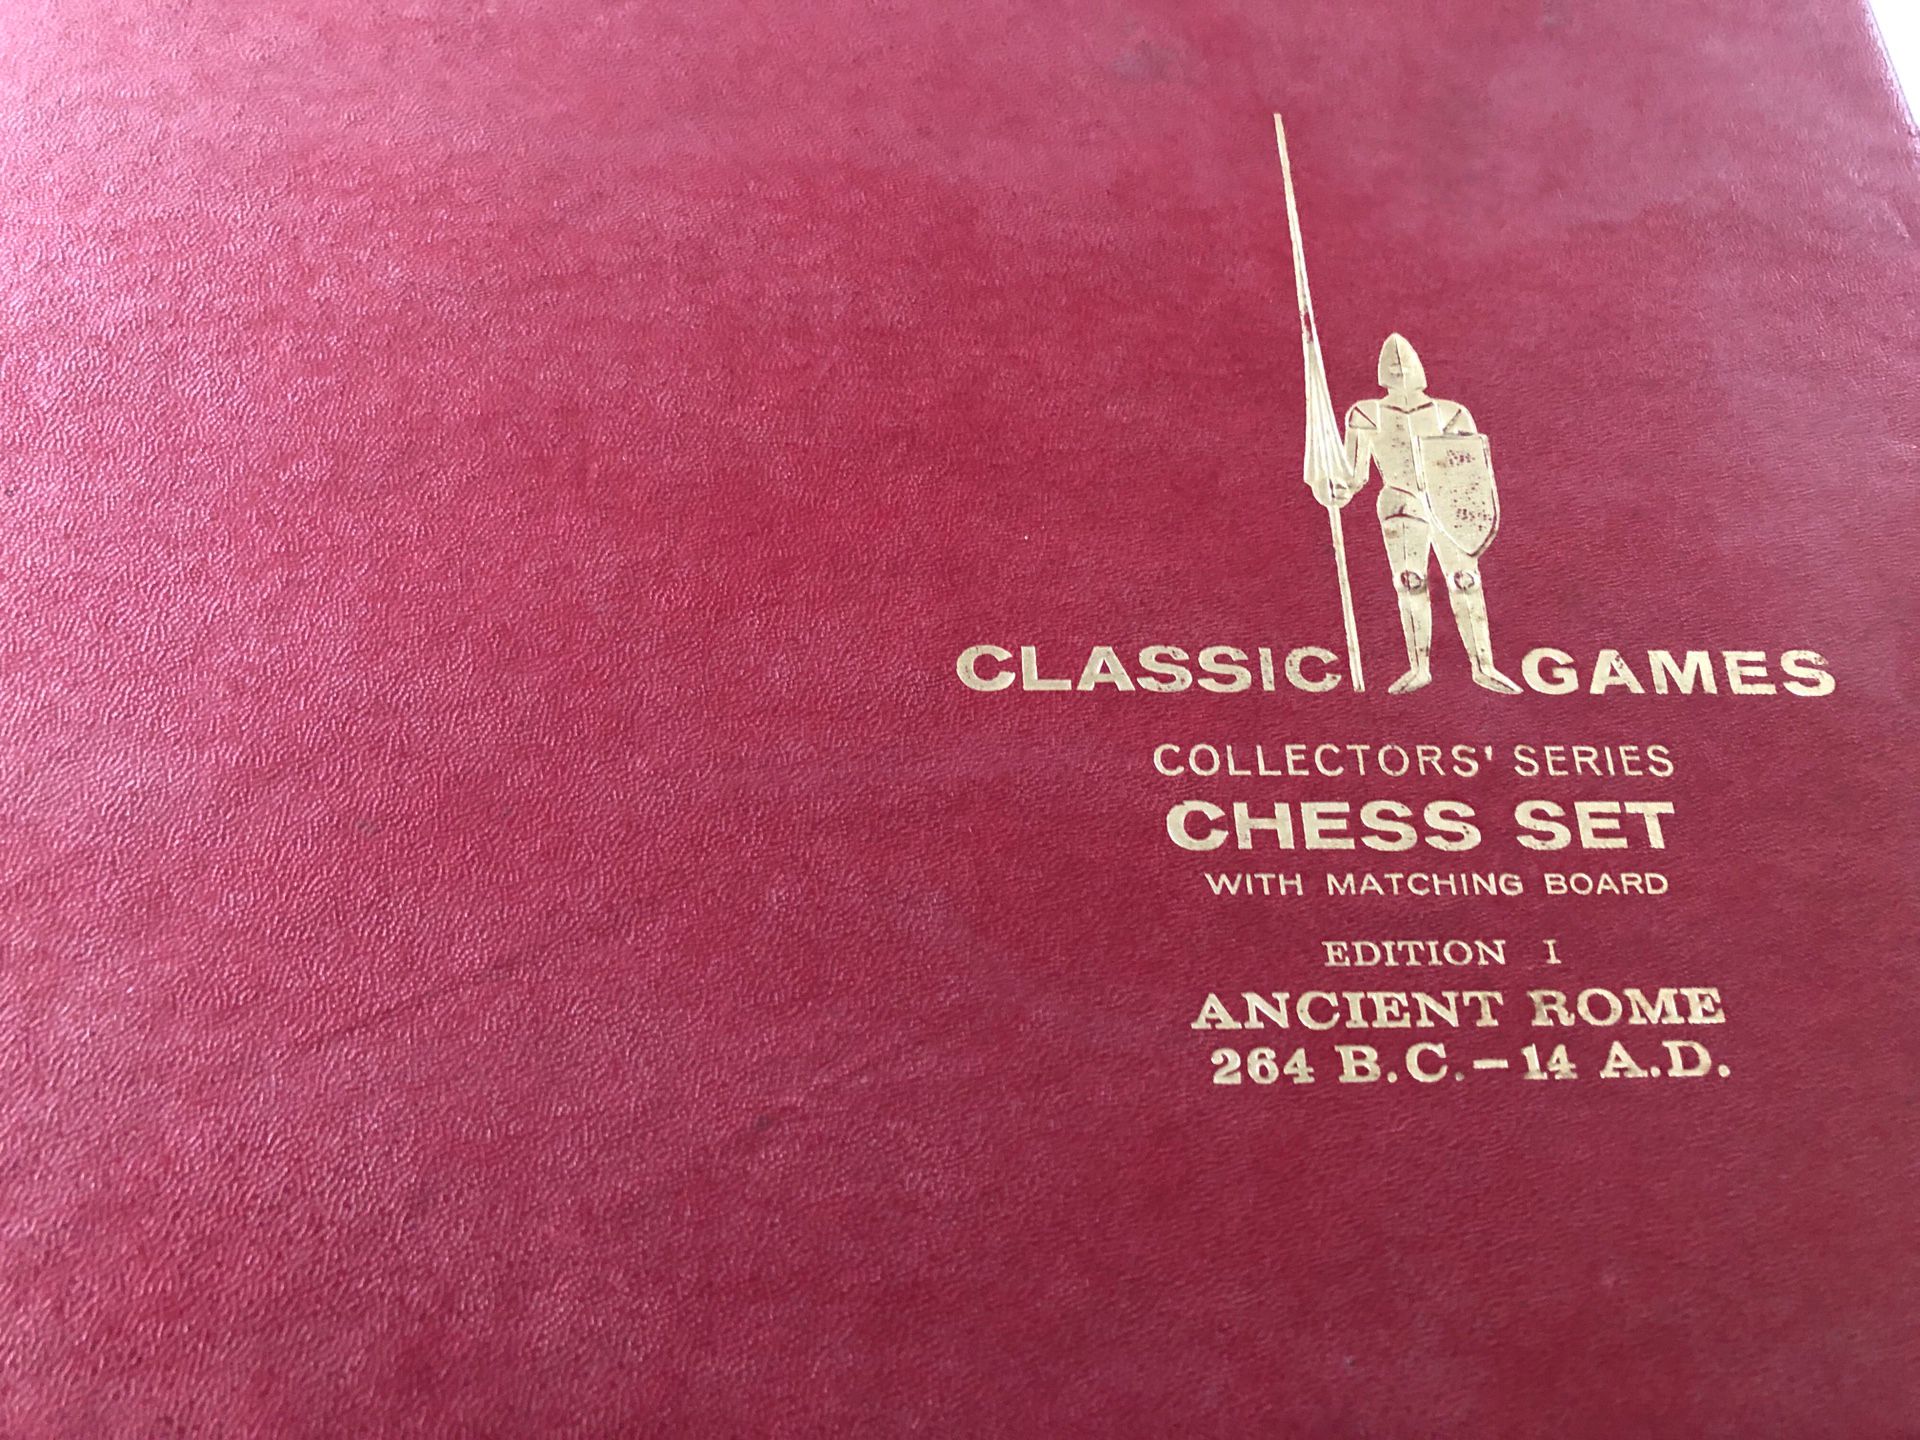 CLASSIC GAMES
COLLECTORS' SERIES
CHESS SET
WITH MATCHING BOARD
EDITION I
ANCIENT ROME
264 B.C. – 14 A.D.